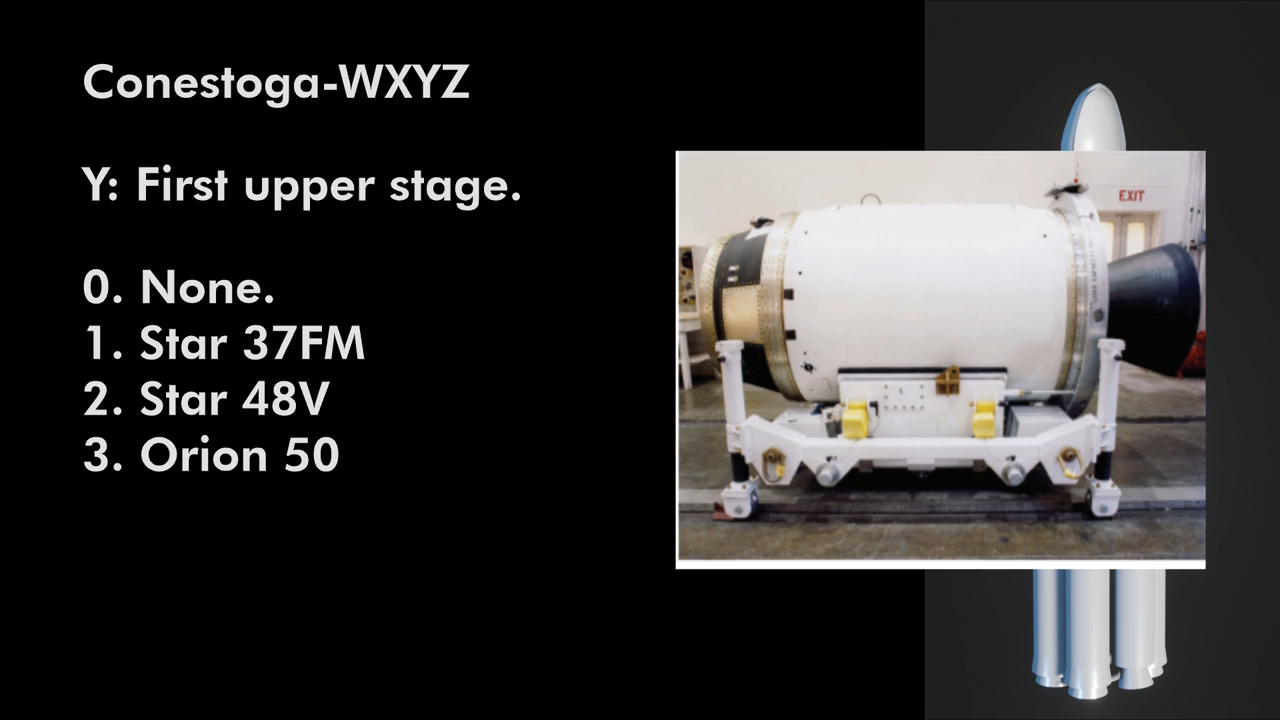 Conestoga-WXYZ
Y: First upper stage.
0. None.
1. Star 37FM
2. Star 48V
3. Orion 50
EXIT